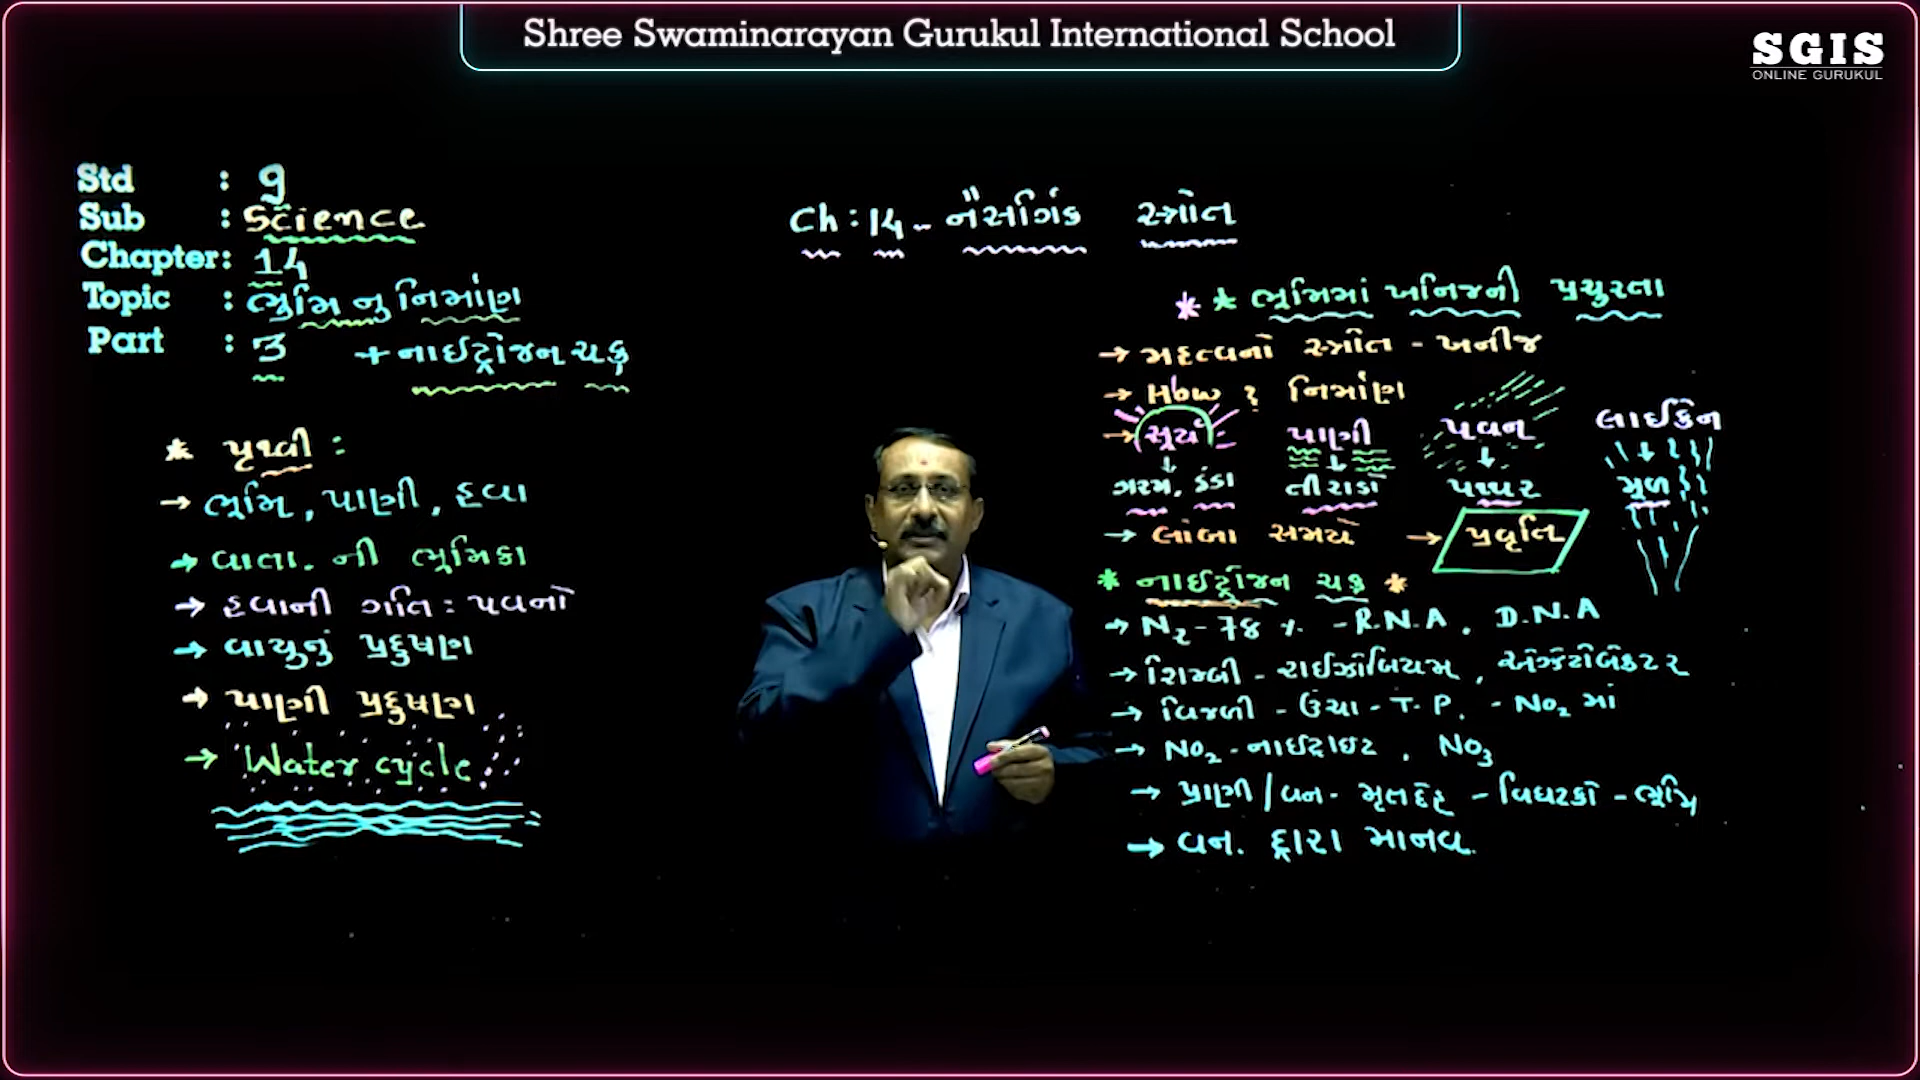 Shree Swaminarayan Gurukul International School
SGIS
ONLINE GURUKUL
Std : 9
Sub : Science
Chapter : 14
Topic : ભુમિ નુ નિર્માણ
Part : 3 + નાઈટ્રોજન ચક્ર
* પૃથ્વી :
→ ભૂમિ, પાણી, હવા
→ વાતા. ની ભૂમિકા
→ હવાની ગતિ : પવનો
→ વાયુનું પ્રદુષણ
→ પાણી પ્રદુષણ
→ Water cycle
Ch : 14 - નૈસર્ગિક સ્ત્રોત
* * ભૂમિમાં ખનિજની પ્રચુરતા
→ મહત્વનો સ્ત્રોત - ખનીજ
→ How ? નિર્માણ
→ સૂર્ય પાણી પવન લાઈકેન
↓ ↓ ↓ ↓
ગરમ, ઠંડા તીરાડો પથ્થર મૂળ
→ લાંબા સમયે → પ્રવૃતિ
* નાઈટ્રોજન ચક્ર *
→ N₂ - 78 % - R.N.A, D.N.A
→ શિમ્બી - રાઈઝોબિયમ, એઝેટોબેક્ટર
→ વિજળી - ઉંચા - T. P. - NO₂ માં
→ NO₂ - નાઈટ્રાઇટ, NO₃
→ પ્રાણી / વન - મૃતદેહ - વિઘટકો - ભૂમિ
→ વન. દ્વારા માનવ.